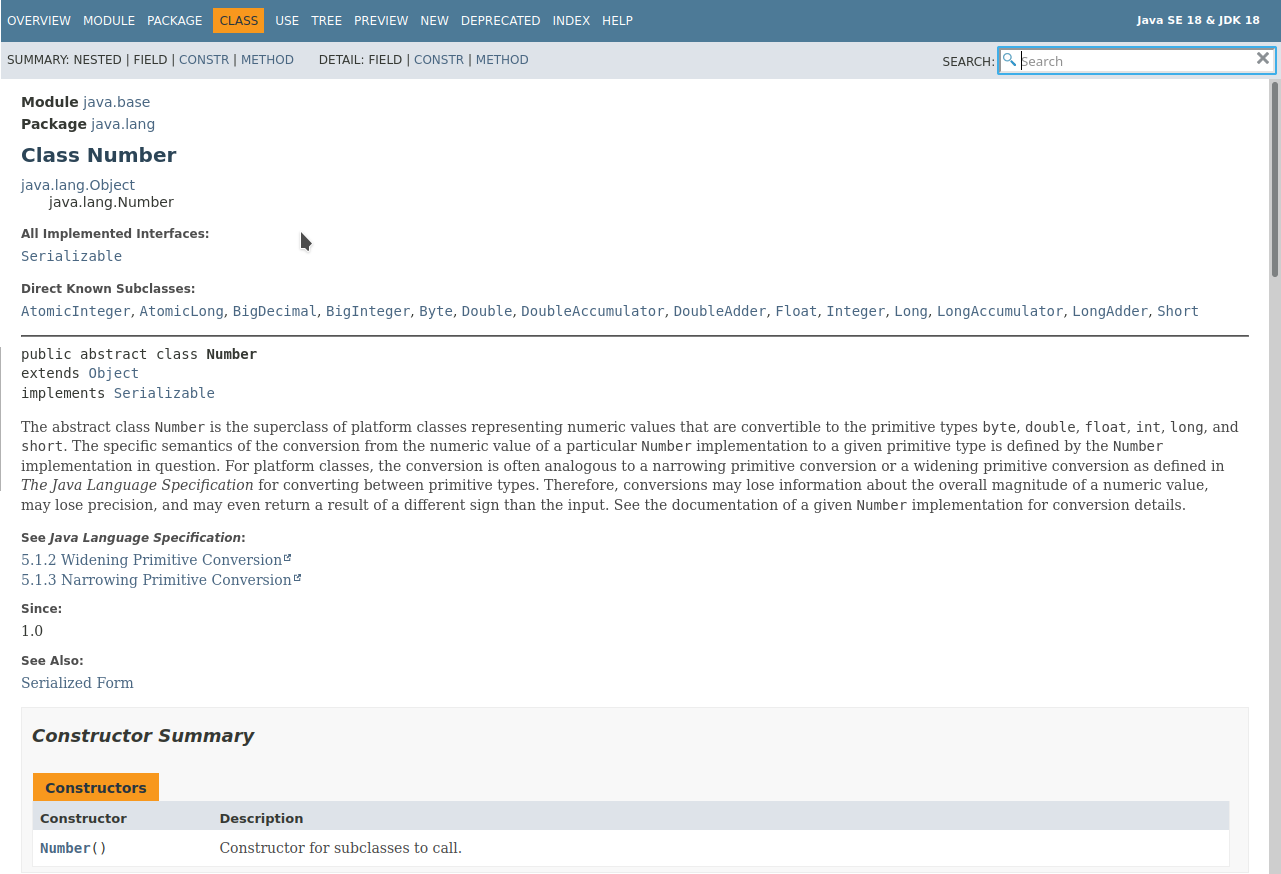 OVERVIEW MODULE PACKAGE CLASS USE TREE PREVIEW NEW DEPRECATED INDEX HELP Java SE 18 & JDK 18
SUMMARY: NESTED | FIELD | CONSTR | METHOD DETAIL: FIELD | CONSTR | METHOD SEARCH: Search
Module java.base
Package java.lang
Class Number
java.lang.Object
java.lang.Number
All Implemented Interfaces:
Serializable
Direct Known Subclasses:
AtomicInteger, AtomicLong, BigDecimal, BigInteger, Byte, Double, DoubleAccumulator, DoubleAdder, Float, Integer, Long, LongAccumulator, LongAdder, Short
public abstract class Number
extends Object
implements Serializable
The abstract class Number is the superclass of platform classes representing numeric values that are convertible to the primitive types byte, double, float, int, long, and
short. The specific semantics of the conversion from the numeric value of a particular Number implementation to a given primitive type is defined by the Number
implementation in question. For platform classes, the conversion is often analogous to a narrowing primitive conversion or a widening primitive conversion as defined in
The Java Language Specification for converting between primitive types. Therefore, conversions may lose information about the overall magnitude of a numeric value,
may lose precision, and may even return a result of a different sign than the input. See the documentation of a given Number implementation for conversion details.
See Java Language Specification:
5.1.2 Widening Primitive Conversion
5.1.3 Narrowing Primitive Conversion
Since:
1.0
See Also:
Serialized Form
Constructor Summary
Constructors
Constructor Description
Number() Constructor for subclasses to call.